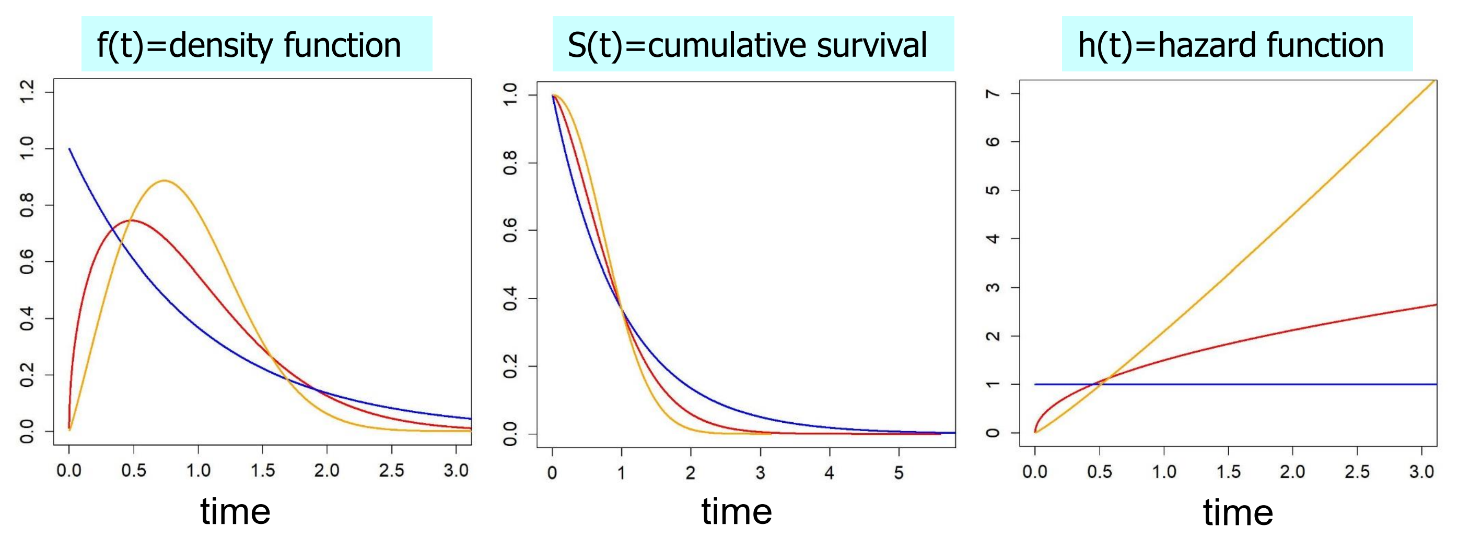 f(t)=density function
S(t)=cumulative survival
h(t)=hazard function
1.2
1.0
0.8
0.6
0.4
0.2
0.0
0.0 0.5 1.0 1.5 2.0 2.5 3.0
time
1.0
0.8
0.6
0.4
0.2
0.0
0 1 2 3 4 5
time
7
6
5
4
3
2
1
0
0.0 0.5 1.0 1.5 2.0 2.5 3.0
time